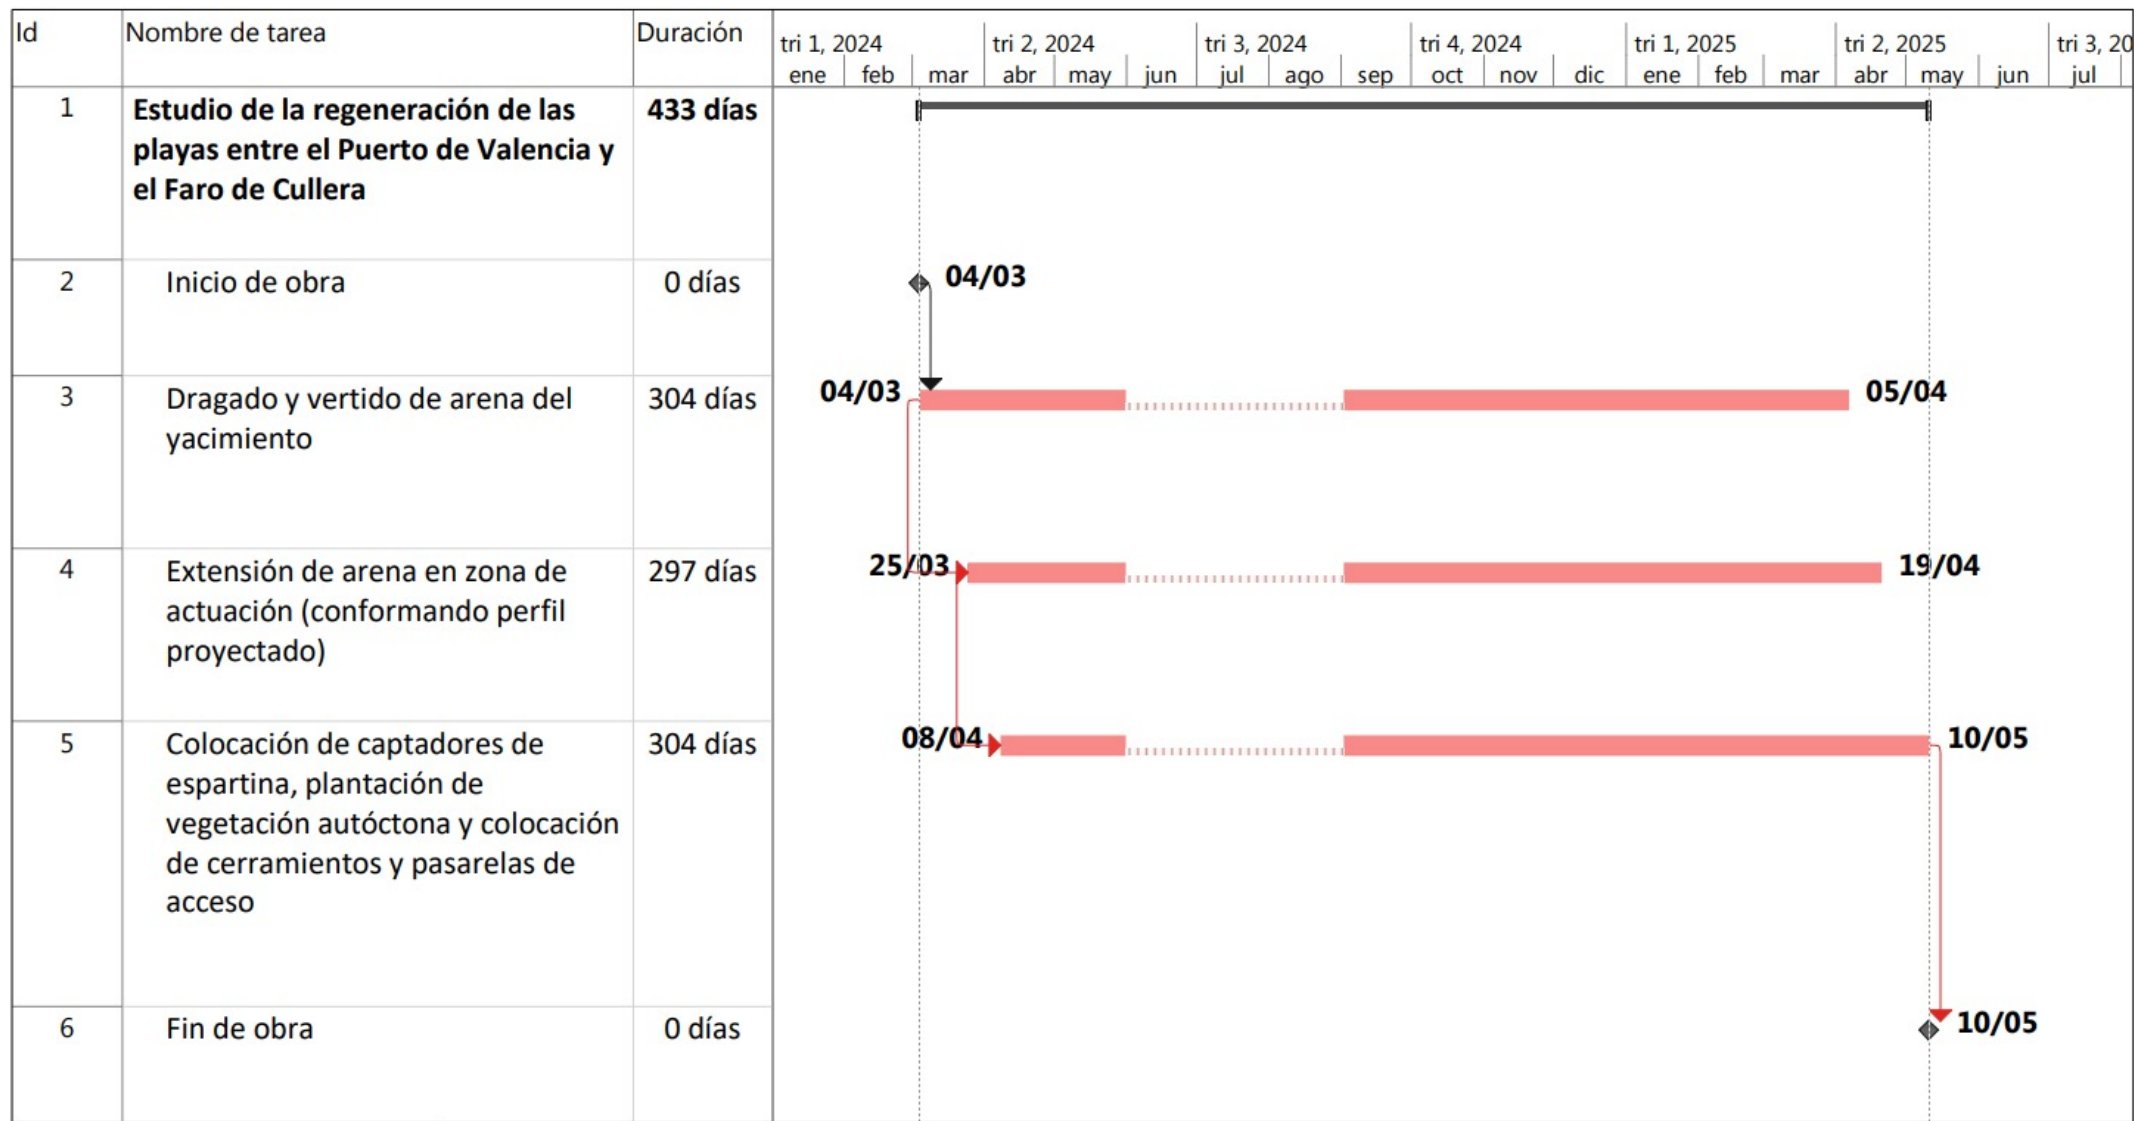 Id Nombre de tarea Duración
tri 1, 2024 tri 2, 2024 tri 3, 2024 tri 4, 2024 tri 1, 2025 tri 2, 2025 tri 3, 20
ene feb mar abr may jun jul ago sep oct nov dic ene feb mar abr may jun jul
1 Estudio de la regeneración de las 433 días
playas entre el Puerto de Valencia y
el Faro de Cullera
2 Inicio de obra 0 días 04/03
3 Dragado y vertido de arena del 304 días 04/03 05/04
yacimiento
4 Extensión de arena en zona de 297 días 25/03 19/04
actuación (conformando perfil
proyectado)
5 Colocación de captadores de 304 días 08/04 10/05
espartina, plantación de
vegetación autóctona y colocación
de cerramientos y pasarelas de
acceso
6 Fin de obra 0 días 10/05